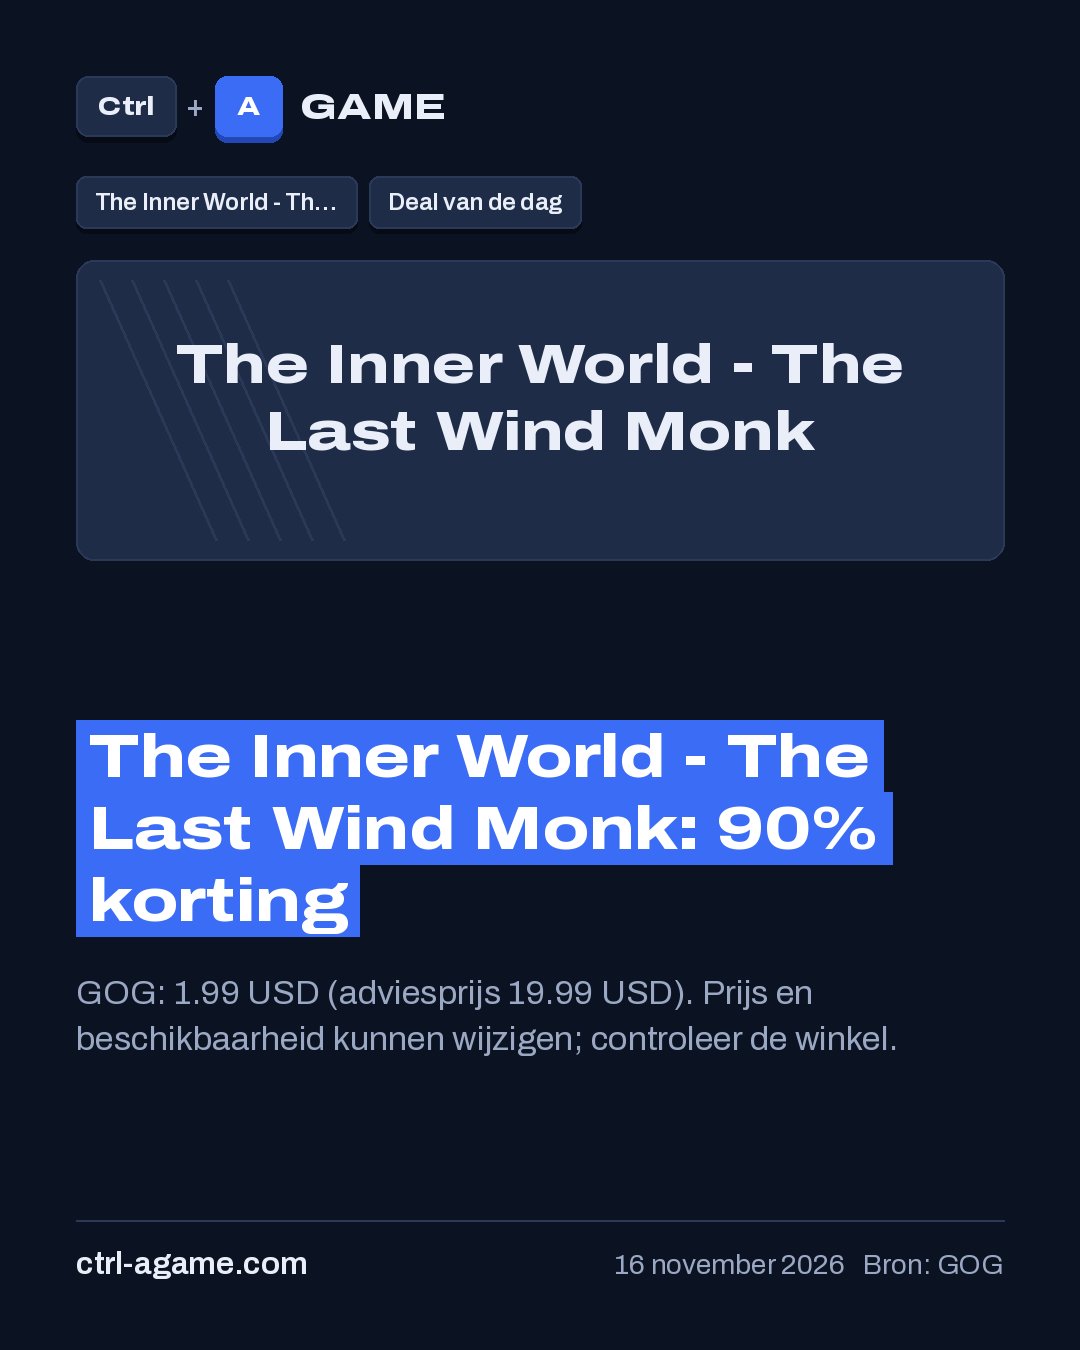 Ctrl + A GAME
The Inner World - Th... Deal van de dag
The Inner World - The
Last Wind Monk
The Inner World - The
Last Wind Monk: 90%
korting
GOG: 1.99 USD (adviesprijs 19.99 USD). Prijs en
beschikbaarheid kunnen wijzigen; controleer de winkel.
ctrl-agame.com 16 november 2026 Bron: GOG